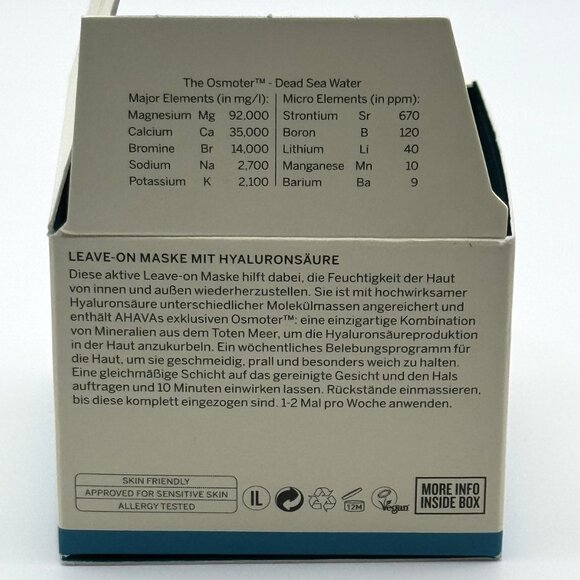 The Osmoter™ - Dead Sea Water
Major Elements (in mg/l): Micro Elements (in ppm):
Magnesium Mg 92,000 Strontium Sr 670
Calcium Ca 35,000 Boron B 120
Bromine Br 14,000 Lithium Li 40
Sodium Na 2,700 Manganese Mn 10
Potassium K 2,100 Barium Ba 9
LEAVE-ON MASKE MIT HYALURONSÄURE
Diese aktive Leave-on Maske hilft dabei, die Feuchtigkeit der Haut
von innen und außen wiederherzustellen. Sie ist mit hochwirksamer
Hyaluronsäure unterschiedlicher Molekülmassen angereichert und
enthält AHAVAs exklusiven Osmoter™: eine einzigartige Kombination
von Mineralien aus dem Toten Meer, um die Hyaluronsäureproduktion
in der Haut anzukurbeln. Ein wöchentliches Belebungsprogramm für
die Haut, um sie geschmeidig, prall und besonders weich zu halten.
Eine gleichmäßige Schicht auf das gereinigte Gesicht und den Hals
auftragen und 10 Minuten einwirken lassen. Rückstände einmassieren,
bis diese komplett eingezogen sind. 1-2 Mal pro Woche anwenden.
SKIN FRIENDLY
APPROVED FOR SENSITIVE SKIN
ALLERGY TESTED
IL
12M
Vegan
MORE INFO
INSIDE BOX